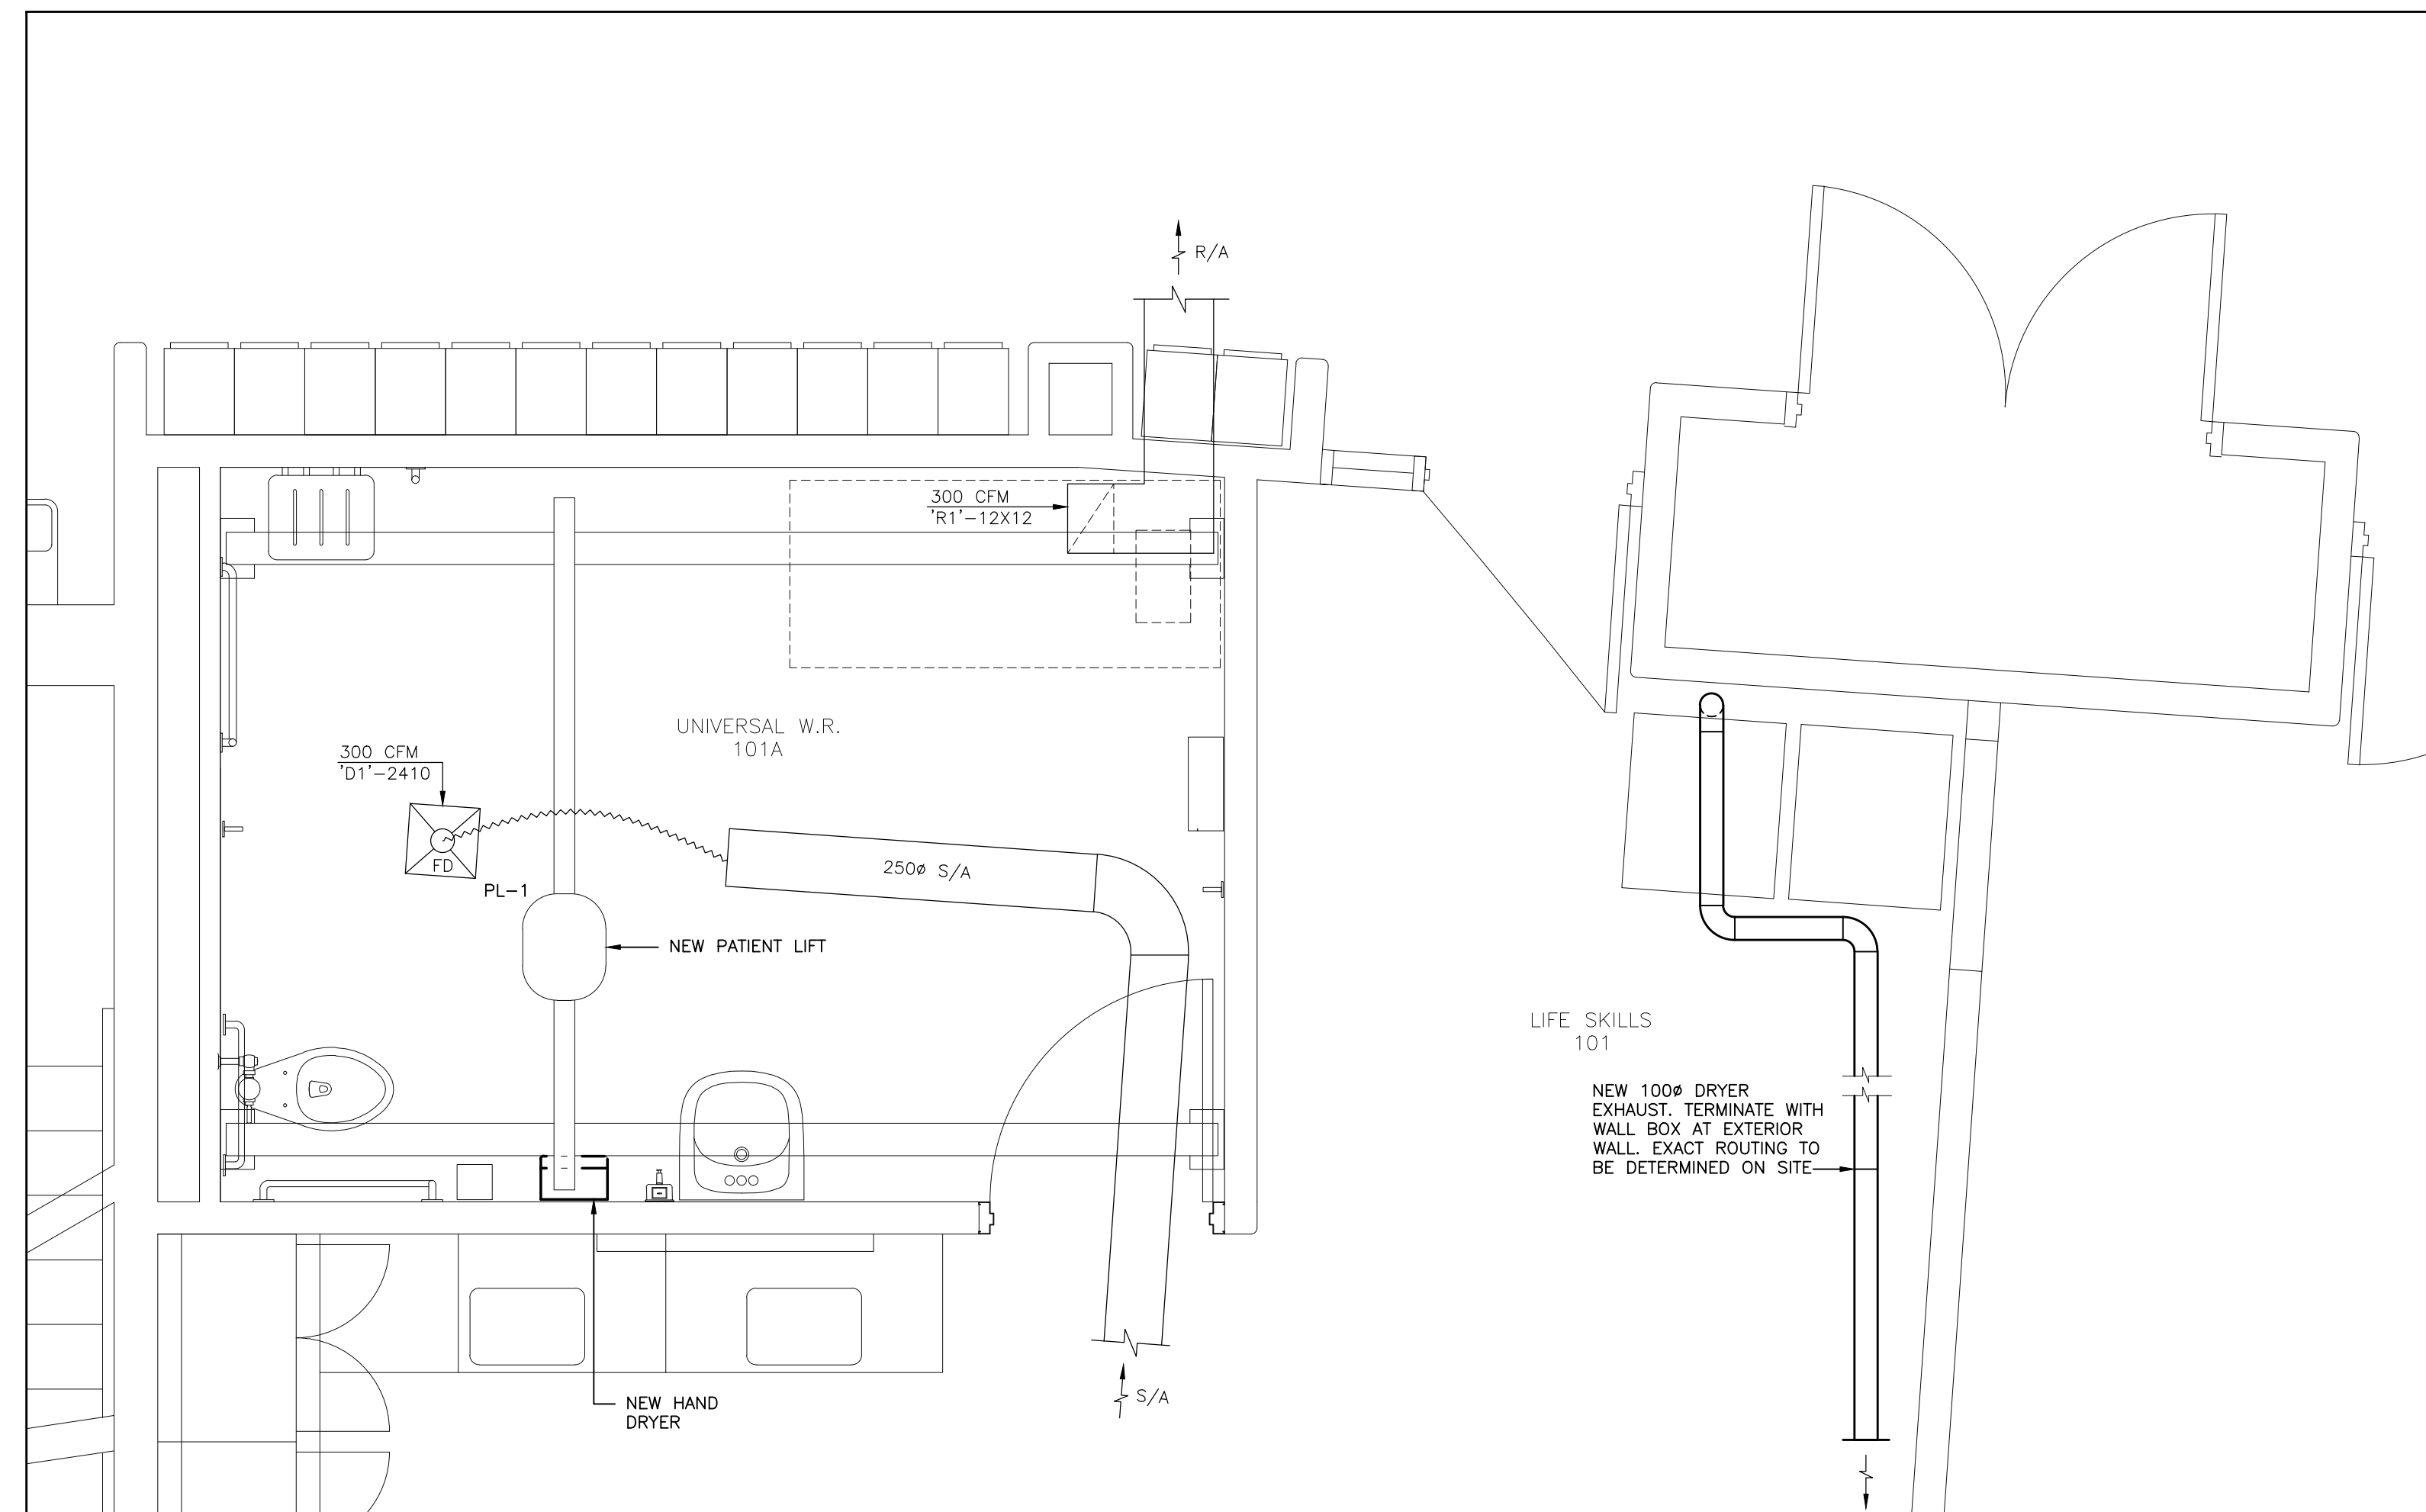 R/A
300 CFM
'R1'-12X12
UNIVERSAL W.R.
101A
300 CFM
'D1'-2410
FD
PL-1
250ø S/A
NEW PATIENT LIFT
LIFE SKILLS
101
NEW 100ø DRYER
EXHAUST. TERMINATE WITH
WALL BOX AT EXTERIOR
WALL. EXACT ROUTING TO
BE DETERMINED ON SITE
S/A
NEW HAND
DRYER